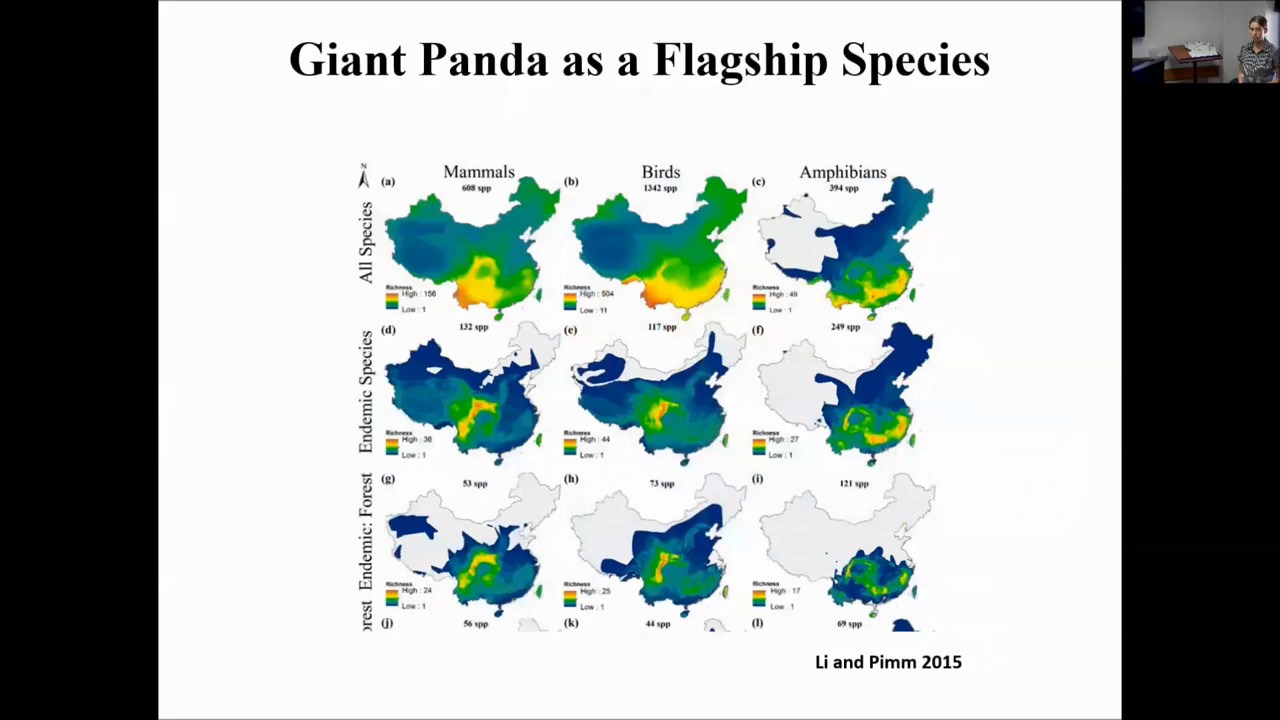 Giant Panda as a Flagship Species
N
Mammals
Birds
Amphibians
(a)
608 spp
(b)
1342 spp
(c)
394 spp
All Species
Richness
High : 156
Low : 1
Richness
High : 504
Low : 11
Richness
High : 49
Low : 1
(d)
132 spp
(e)
117 spp
(f)
249 spp
Endemic Species
Richness
High : 36
Low : 1
Richness
High : 44
Low : 1
Richness
High : 27
Low : 1
(g)
53 spp
(h)
73 spp
(i)
121 spp
Endemic: Forest
Richness
High : 24
Low : 1
Richness
High : 25
Low : 1
Richness
High : 17
Low : 1
orest
(j)
56 spp
(k)
44 spp
(l)
69 spp
Li and Pimm 2015